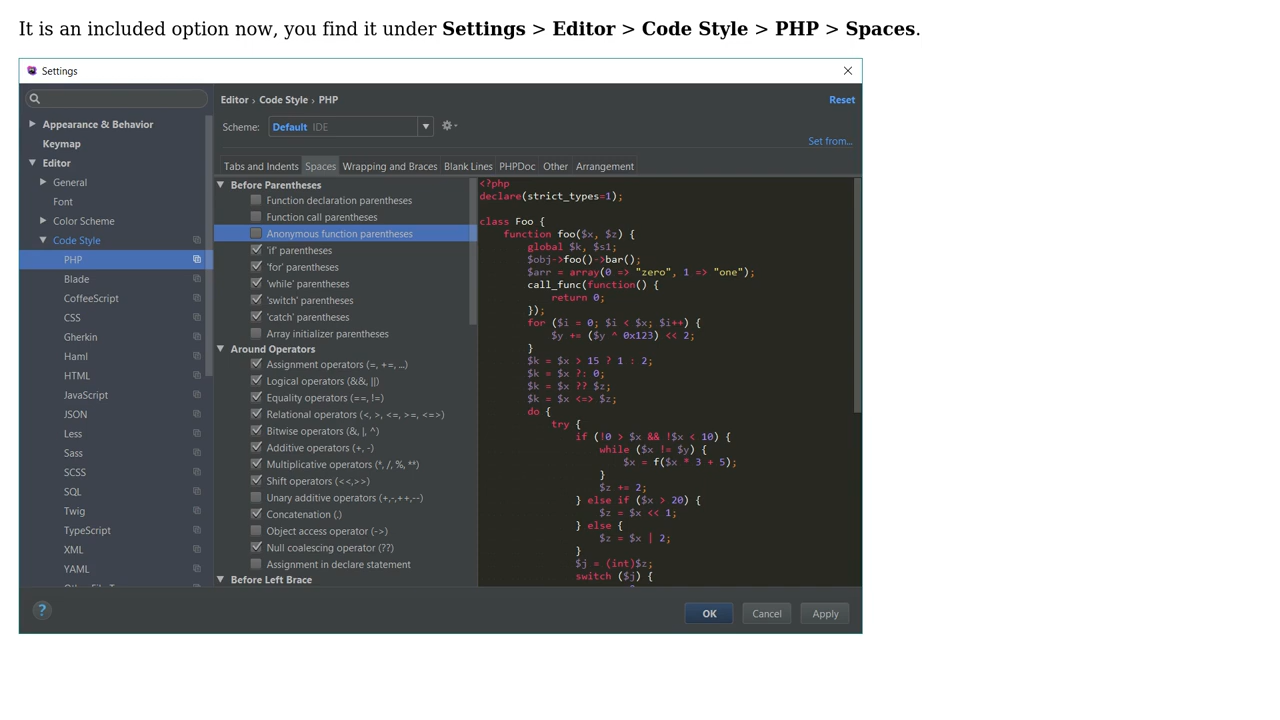 It is an included option now, you find it under Settings > Editor > Code Style > PHP > Spaces.
Settings
Editor › Code Style › PHP
Reset
Scheme: Default IDE
Set from...
Appearance & Behavior
Keymap
Editor
General
Font
Color Scheme
Code Style
PHP
Blade
CoffeeScript
CSS
Gherkin
Haml
HTML
JavaScript
JSON
Less
Sass
SCSS
SQL
Twig
TypeScript
XML
YAML
Tabs and Indents Spaces Wrapping and Braces Blank Lines PHPDoc Other Arrangement
Before Parentheses
Function declaration parentheses
Function call parentheses
Anonymous function parentheses
'if' parentheses
'for' parentheses
'while' parentheses
'switch' parentheses
'catch' parentheses
Array initializer parentheses
Around Operators
Assignment operators (=, +=, ...)
Logical operators (&&, ||)
Equality operators (==, !=)
Relational operators (<, >, <=, >=, <=>)
Bitwise operators (&, |, ^)
Additive operators (+, -)
Multiplicative operators (*, /, %, **)
Shift operators (<<,>>)
Unary additive operators (+,-,++,--)
Concatenation (.)
Object access operator (->)
Null coalescing operator (??)
Assignment in declare statement
Before Left Brace
<?php
declare(strict_types=1);
class Foo {
function foo($x, $z) {
global $k, $s1;
$obj->foo()->bar();
$arr = array(0 => "zero", 1 => "one");
call_func(function() {
return 0;
});
for ($i = 0; $i < $x; $i++) {
$y += ($y ^ 0x123) << 2;
}
$k = $x > 15 ? 1 : 2;
$k = $x ?: 0;
$k = $x ?? $z;
$k = $x <=> $z;
do {
try {
if (!0 > $x && !$x < 10) {
while ($x != $y) {
$x = f($x * 3 + 5);
}
$z += 2;
} else if ($x > 20) {
$z = $x << 1;
} else {
$z = $x | 2;
}
$j = (int)$z;
switch ($j) {
?
OK Cancel Apply